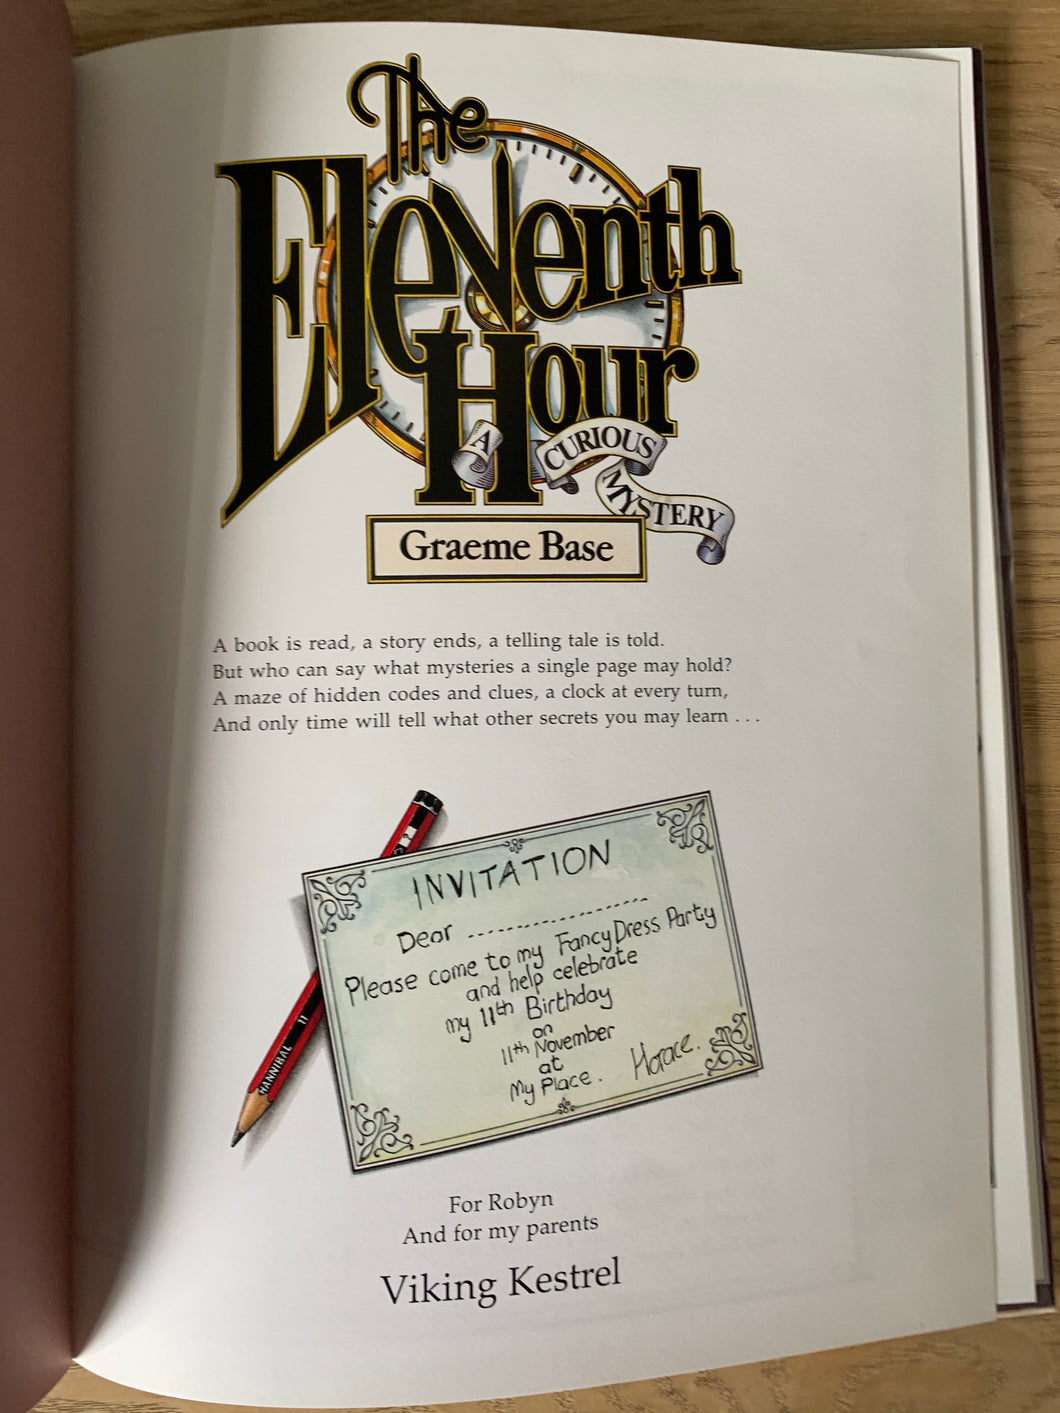 The
Eleventh
Hour
A CURIOUS
MYSTERY
Graeme Base
A book is read, a story ends, a telling tale is told.
But who can say what mysteries a single page may hold?
A maze of hidden codes and clues, a clock at every turn,
And only time will tell what other secrets you may learn . . .
INVITATION
Dear ....................
Please come to my Fancy Dress Party
and help celebrate
my 11th Birthday
on
11th November
at
My Place.
Horace.
HANNIBAL 11
For Robyn
And for my parents
Viking Kestrel